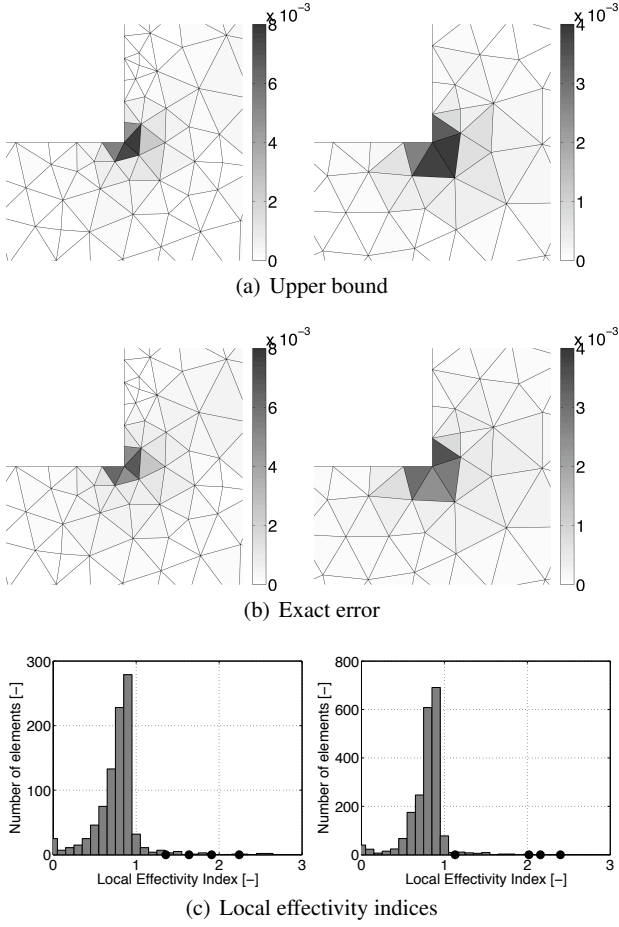 x 10⁻³
8
6
4
2
0
x 10⁻³
4
3
2
1
0
(a) Upper bound
x 10⁻³
8
6
4
2
0
x 10⁻³
4
3
2
1
0
(b) Exact error
Number of elements [−]
300
200
100
0
0 1 2 3
Local Effectivity Index [−]
Number of elements [−]
800
600
400
200
0
0 1 2 3
Local Effectivity Index [−]
(c) Local effectivity indices